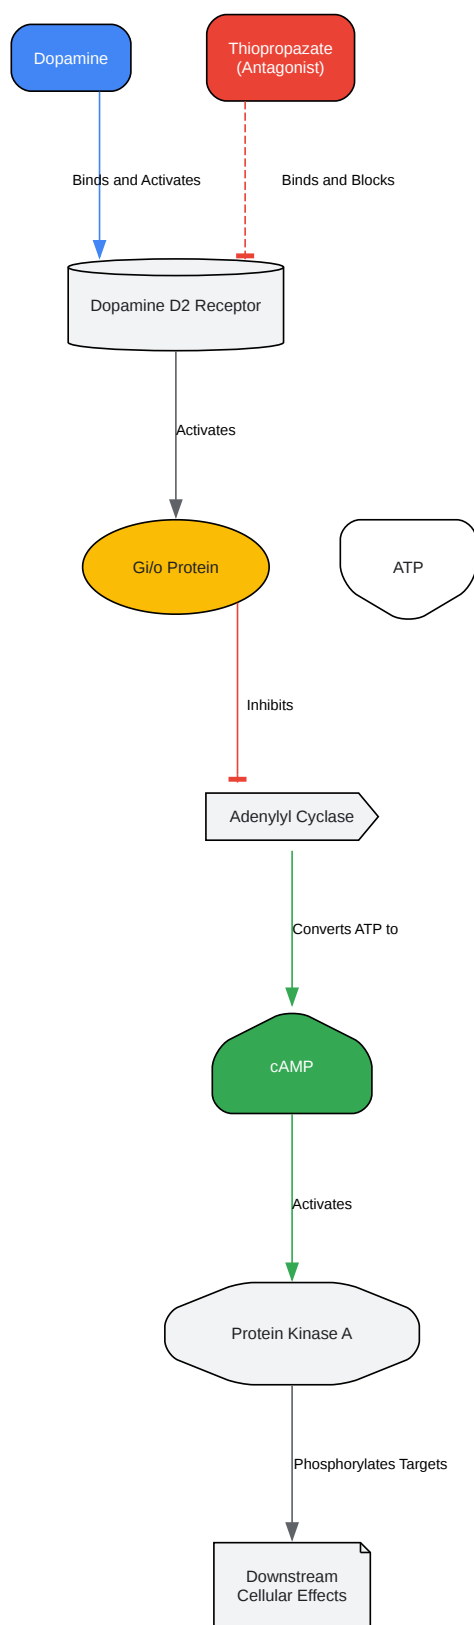 Dopamine
Thiopropazate
(Antagonist)
Binds and Activates
Binds and Blocks
Dopamine D2 Receptor
Activates
Gi/o Protein
ATP
Inhibits
Adenylyl Cyclase
Converts ATP to
cAMP
Activates
Protein Kinase A
Phosphorylates Targets
Downstream
Cellular Effects